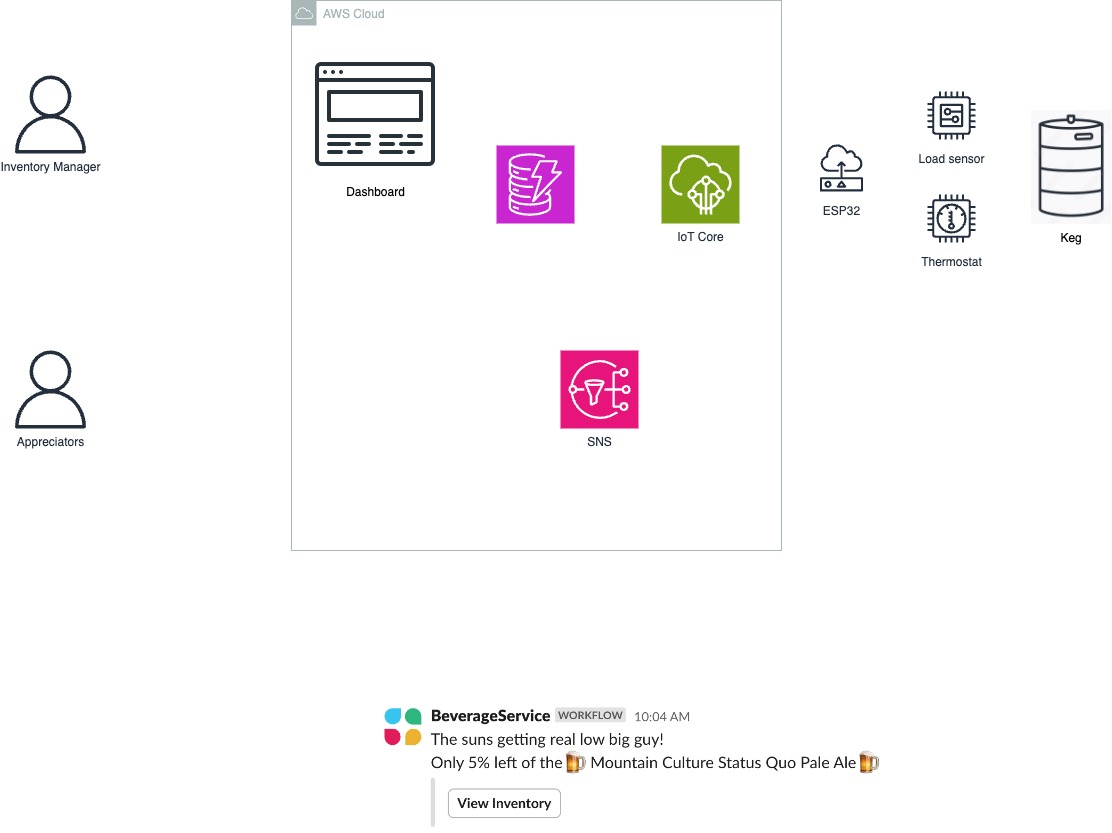 AWS Cloud
Inventory Manager
Dashboard
IoT Core
ESP32
Load sensor
Thermostat
Keg
Appreciators
SNS
BeverageService WORKFLOW 10:04 AM
The suns getting real low big guy!
Only 5% left of the 🍺 Mountain Culture Status Quo Pale Ale 🍺
View Inventory